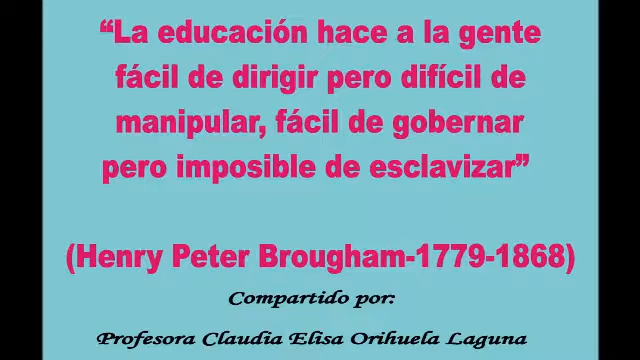 “La educación hace a la gente
fácil de dirigir pero difícil de
manipular, fácil de gobernar
pero imposible de esclavizar”
(Henry Peter Brougham-1779-1868)
Compartido por:
Profesora Claudia Elisa Orihuela Laguna